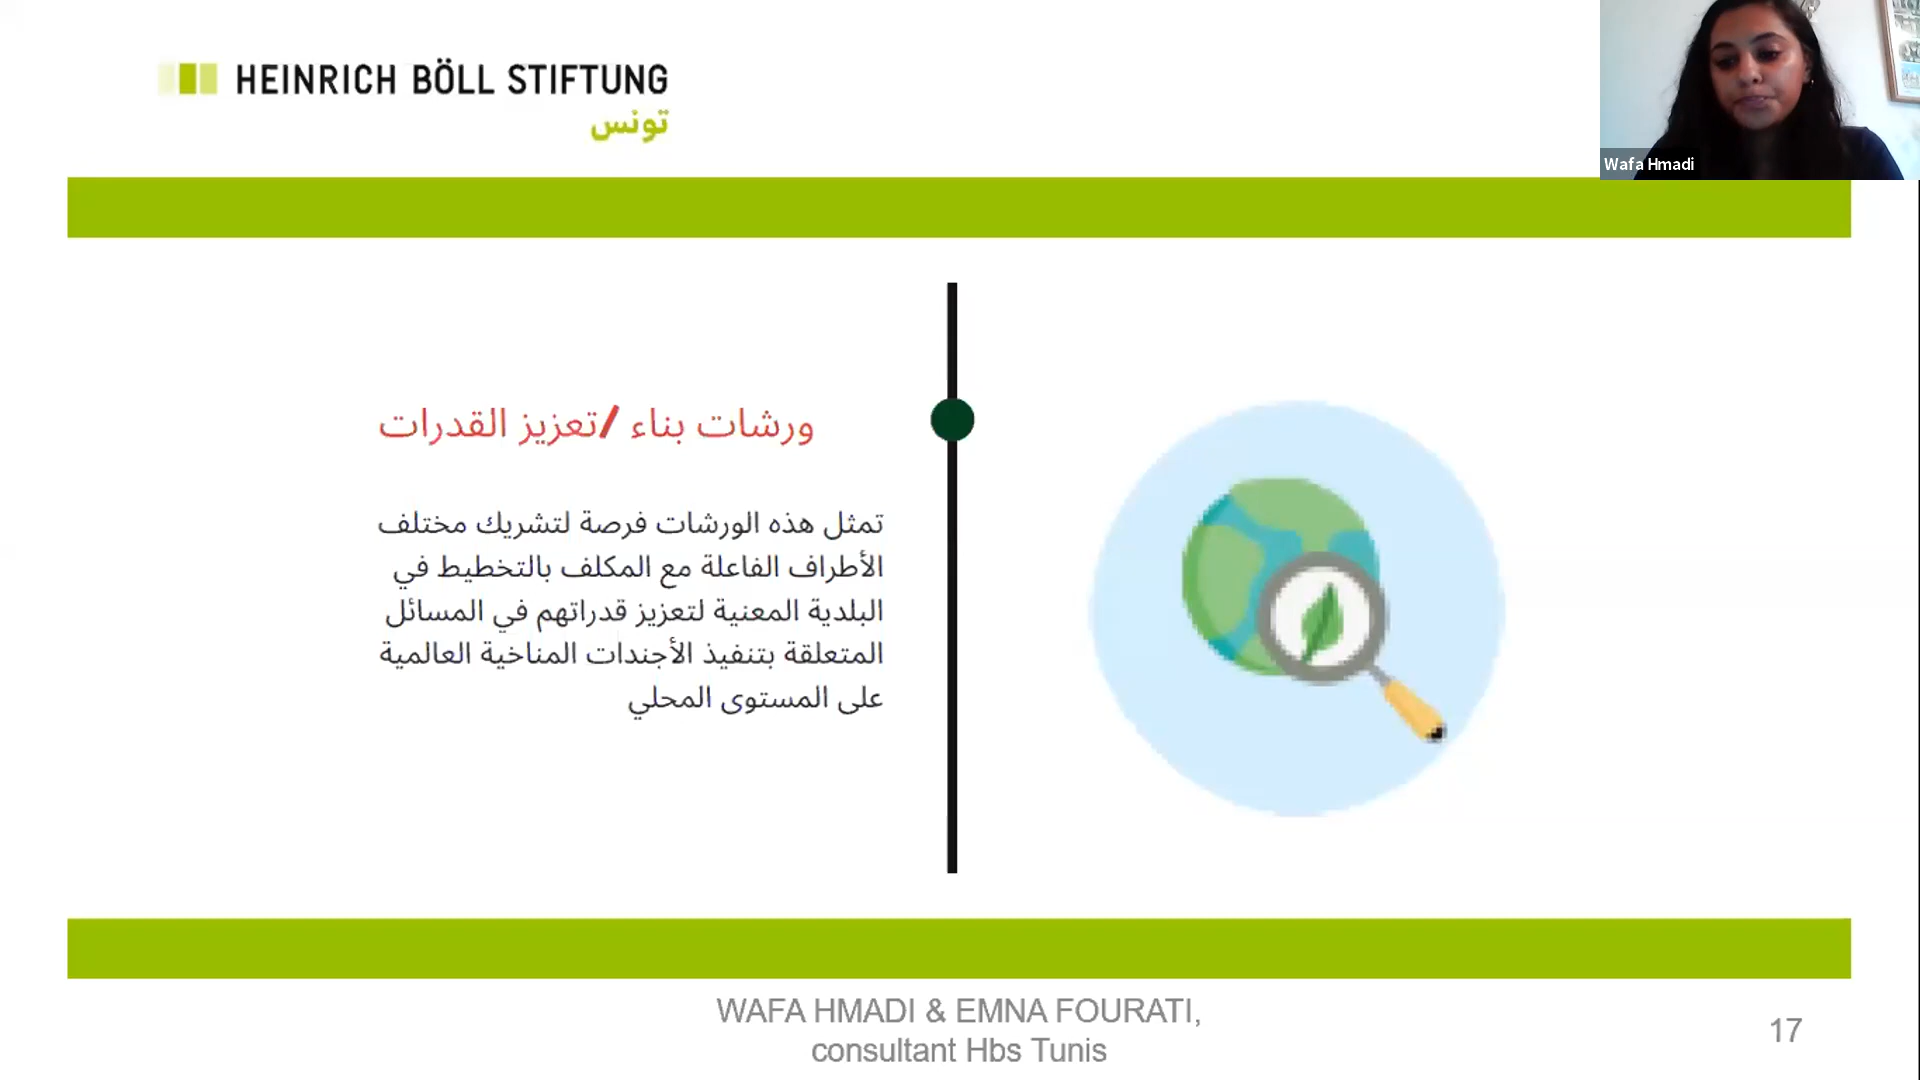 HEINRICH BÖLL STIFTUNG
تونس
Wafa Hmadi
ورشات بناء /تعزيز القدرات
تمثل هذه الورشات فرصة لتشريك مختلف
الأطراف الفاعلة مع المكلف بالتخطيط في
البلدية المعنية لتعزيز قدراتهم في المسائل
المتعلقة بتنفيذ الأجندات المناخية العالمية
على المستوى المحلي
WAFA HMADI & EMNA FOURATI,
consultant Hbs Tunis
17